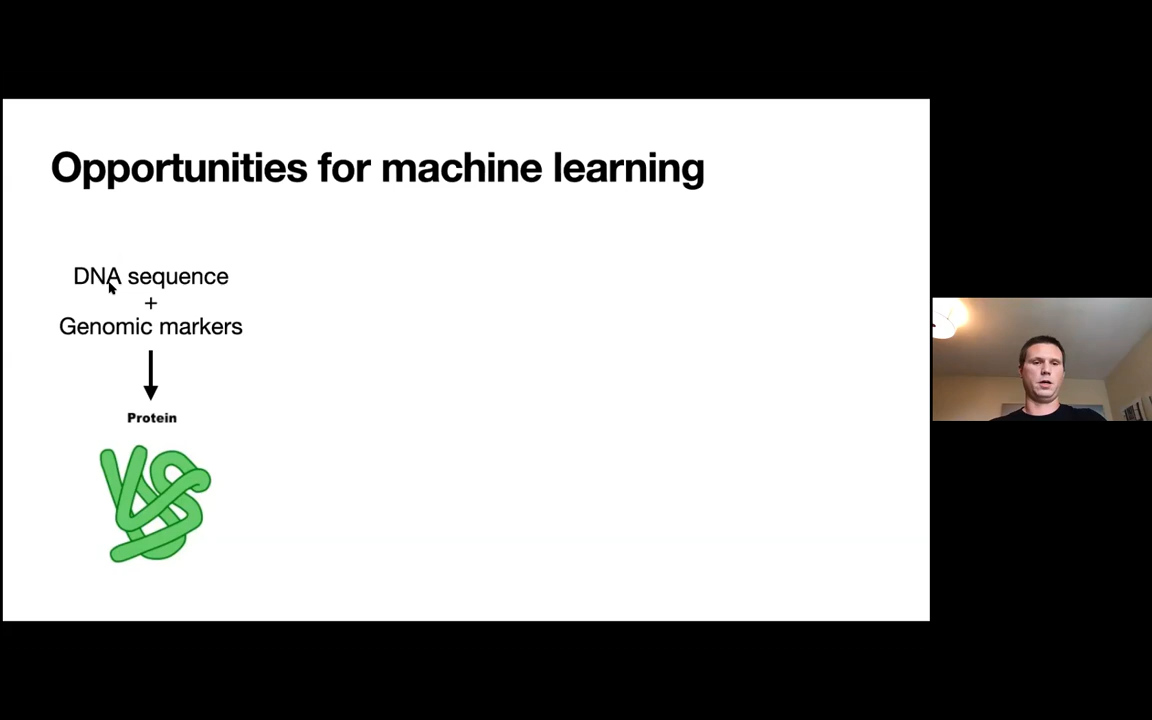 Opportunities for machine learning
DNA sequence
+
Genomic markers
Protein